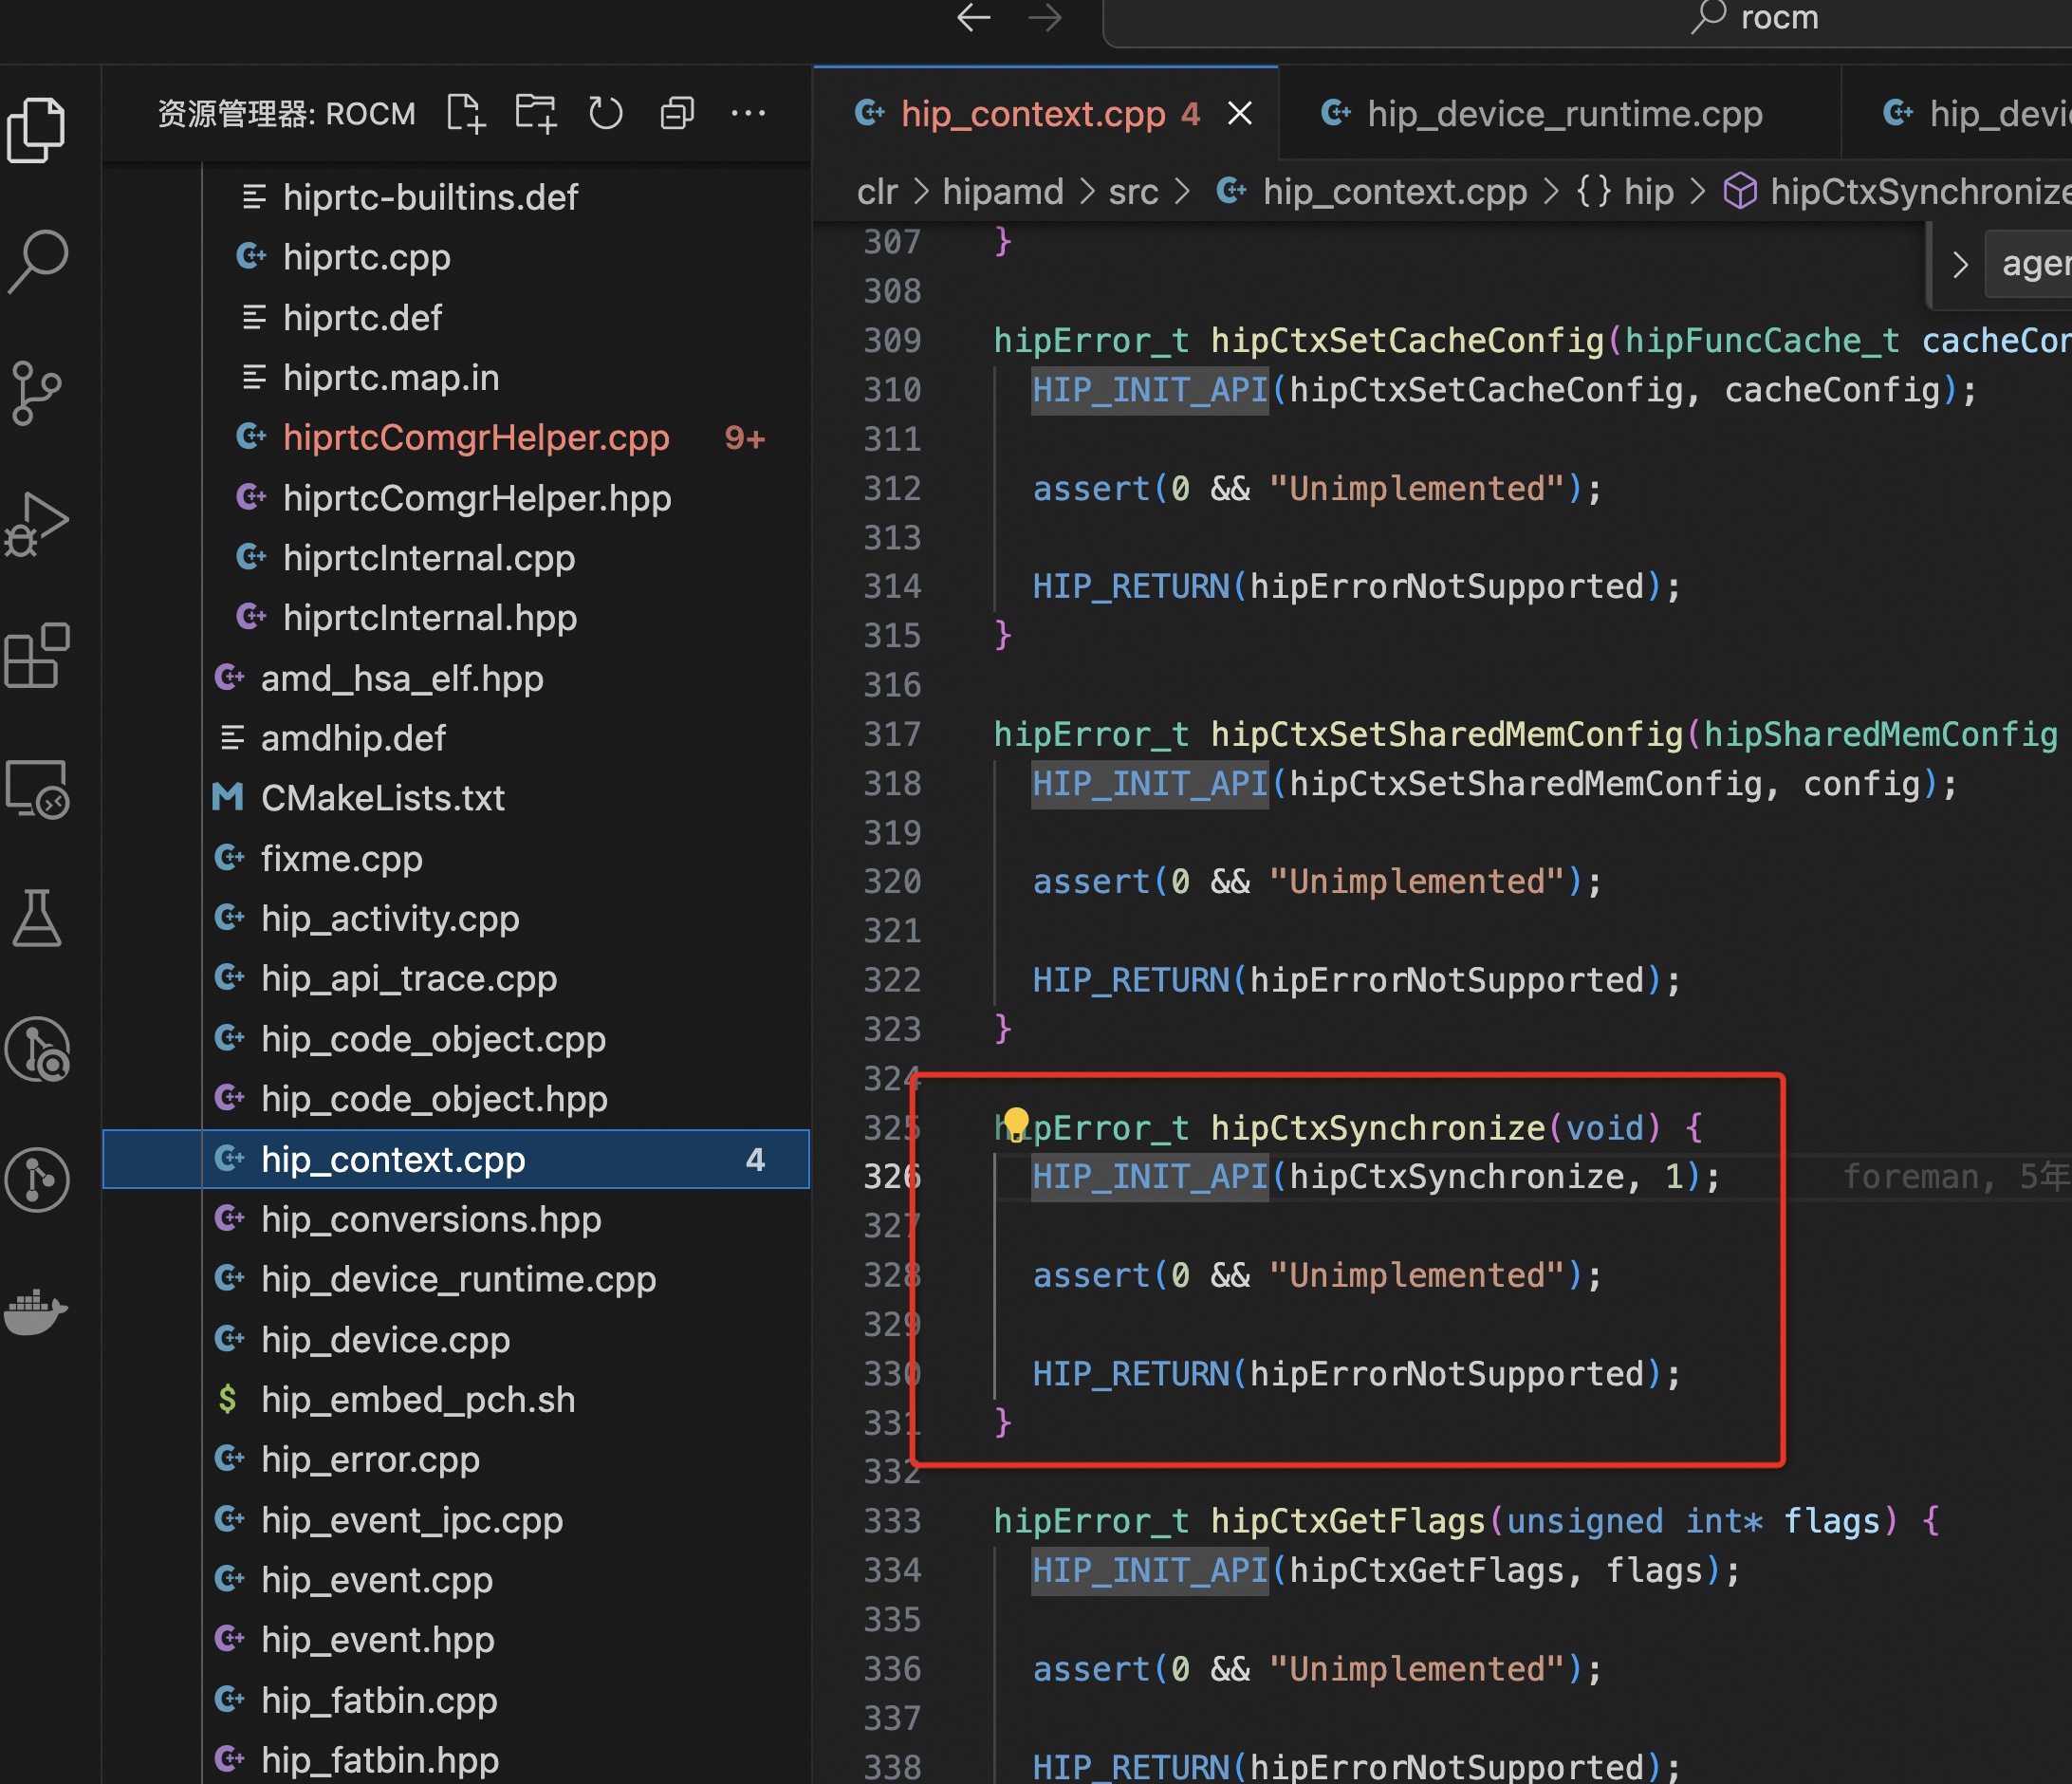 rocm
资源管理器: ROCM
hiprtc-builtins.def
hiprtc.cpp
hiprtc.def
hiprtc.map.in
hiprtcComgrHelper.cpp 9+
hiprtcComgrHelper.hpp
hiprtcInternal.cpp
hiprtcInternal.hpp
amd_hsa_elf.hpp
amdhip.def
CMakeLists.txt
fixme.cpp
hip_activity.cpp
hip_api_trace.cpp
hip_code_object.cpp
hip_code_object.hpp
hip_context.cpp 4
hip_conversions.hpp
hip_device_runtime.cpp
hip_device.cpp
hip_embed_pch.sh
hip_error.cpp
hip_event_ipc.cpp
hip_event.cpp
hip_event.hpp
hip_fatbin.cpp
hip_fatbin.hpp
hip_context.cpp 4
hip_device_runtime.cpp
hip_devi
clr > hipamd > src > hip_context.cpp > {} hip > hipCtxSynchronize
ager
307 }
308
309 hipError_t hipCtxSetCacheConfig(hipFuncCache_t cacheCon
310 HIP_INIT_API(hipCtxSetCacheConfig, cacheConfig);
311
312 assert(0 && "Unimplemented");
313
314 HIP_RETURN(hipErrorNotSupported);
315 }
316
317 hipError_t hipCtxSetSharedMemConfig(hipSharedMemConfig
318 HIP_INIT_API(hipCtxSetSharedMemConfig, config);
319
320 assert(0 && "Unimplemented");
321
322 HIP_RETURN(hipErrorNotSupported);
323 }
324
325 hipError_t hipCtxSynchronize(void) {
326 HIP_INIT_API(hipCtxSynchronize, 1); foreman, 5年
327
328 assert(0 && "Unimplemented");
329
330 HIP_RETURN(hipErrorNotSupported);
331 }
332
333 hipError_t hipCtxGetFlags(unsigned int* flags) {
334 HIP_INIT_API(hipCtxGetFlags, flags);
335
336 assert(0 && "Unimplemented");
337
338 HIP_RETURN(hipErrorNotSupported);